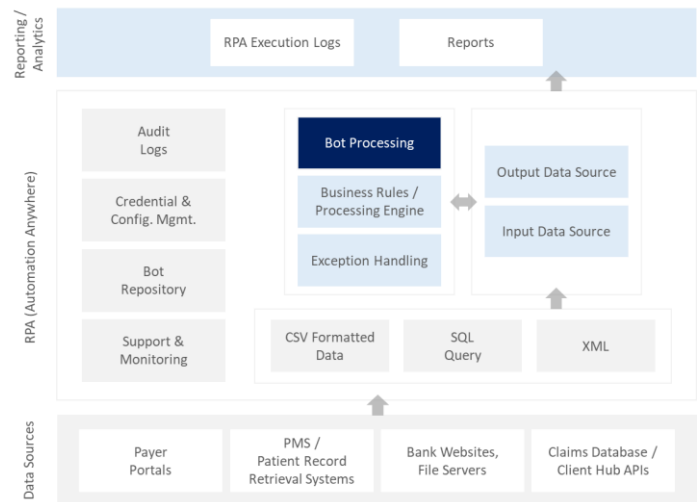 Reporting /
Analytics
RPA Execution Logs
Reports
RPA (Automation Anywhere)
Audit
Logs
Credential &
Config. Mgmt.
Bot
Repository
Support &
Monitoring
Bot Processing
Business Rules /
Processing Engine
Exception Handling
Output Data Source
Input Data Source
CSV Formatted
Data
SQL
Query
XML
Data Sources
Payer
Portals
PMS /
Patient Record
Retrieval Systems
Bank Websites,
File Servers
Claims Database /
Client Hub APIs